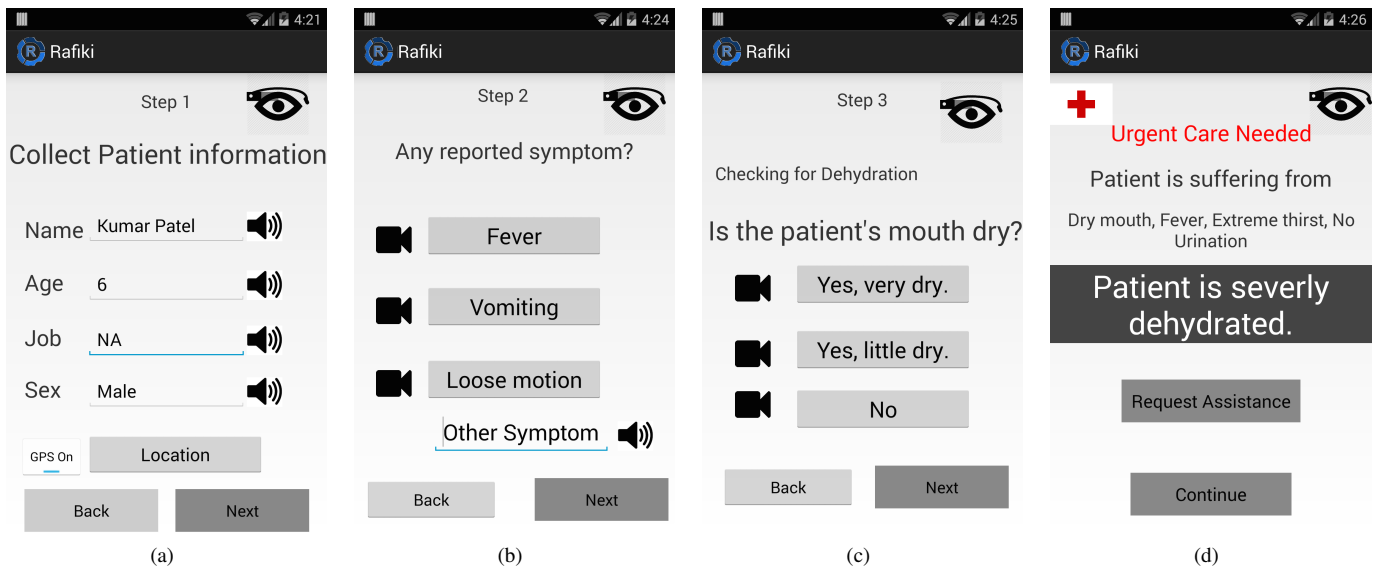 4:21
R Rafiki
Step 1
Collect Patient information
Name Kumar Patel
Age 6
Job NA
Sex Male
GPS On Location
Back Next
(a)
4:24
R Rafiki
Step 2
Any reported symptom?
Fever
Vomiting
Loose motion
Other Symptom
Back Next
(b)
4:25
R Rafiki
Step 3
Checking for Dehydration
Is the patient's mouth dry?
Yes, very dry.
Yes, little dry.
No
Back Next
(c)
4:26
R Rafiki
Urgent Care Needed
Patient is suffering from
Dry mouth, Fever, Extreme thirst, No
Urination
Patient is severly
dehydrated.
Request Assistance
Continue
(d)